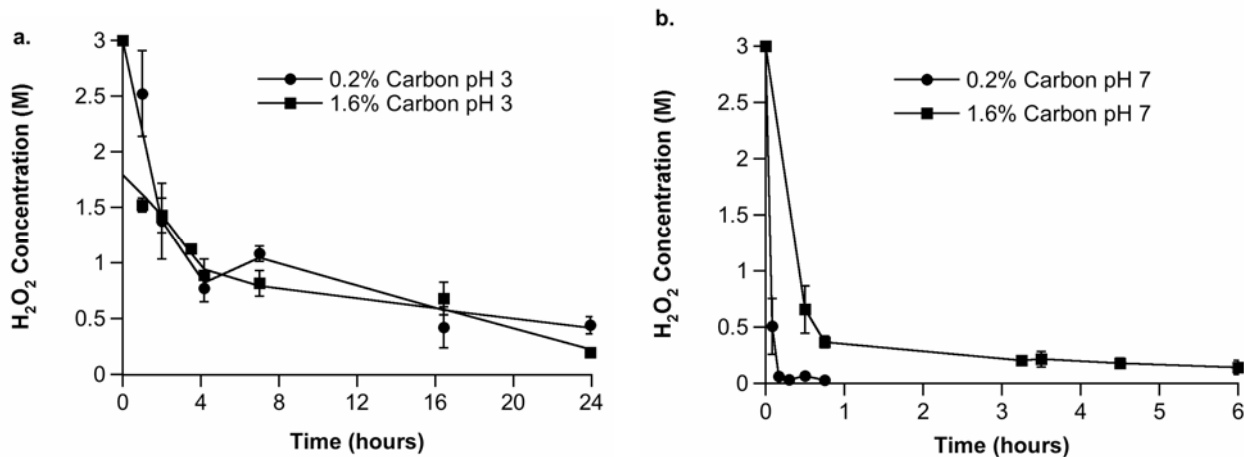 a.
H₂O₂ Concentration (M)
3
2.5
2
1.5
1
0.5
0
0.2% Carbon pH 3
1.6% Carbon pH 3
0 4 8 12 16 20 24
Time (hours)
b.
H₂O₂ Concentration (M)
3
2.5
2
1.5
1
0.5
0
0.2% Carbon pH 7
1.6% Carbon pH 7
0 1 2 3 4 5 6
Time (hours)